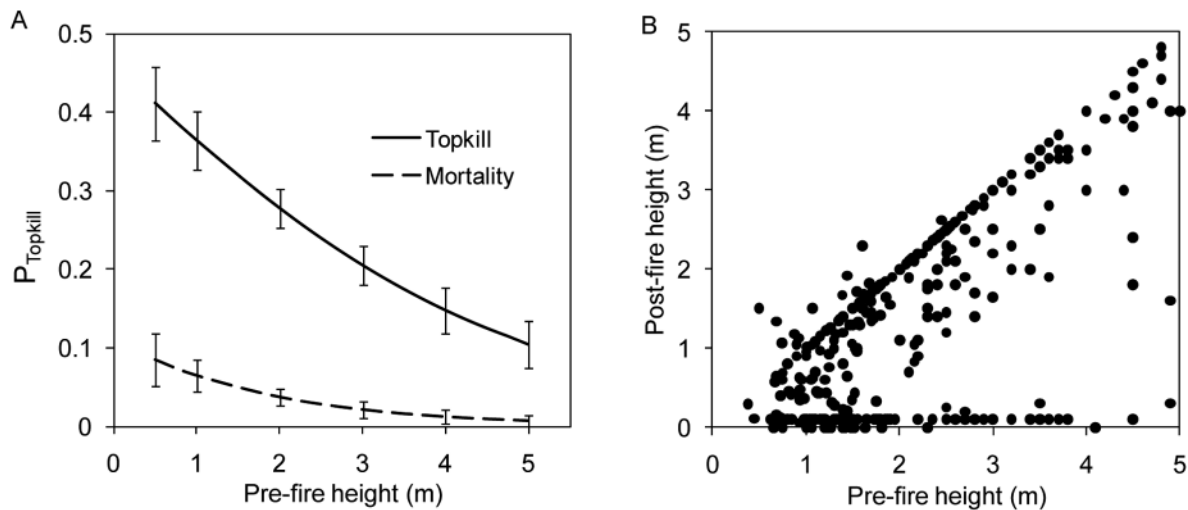 A
0.5
0.4
0.3
0.2
0.1
0
P_Topkill
Topkill
Mortality
0 1 2 3 4 5
Pre-fire height (m)
B
5
4
3
2
1
0
Post-fire height (m)
0 1 2 3 4 5
Pre-fire height (m)